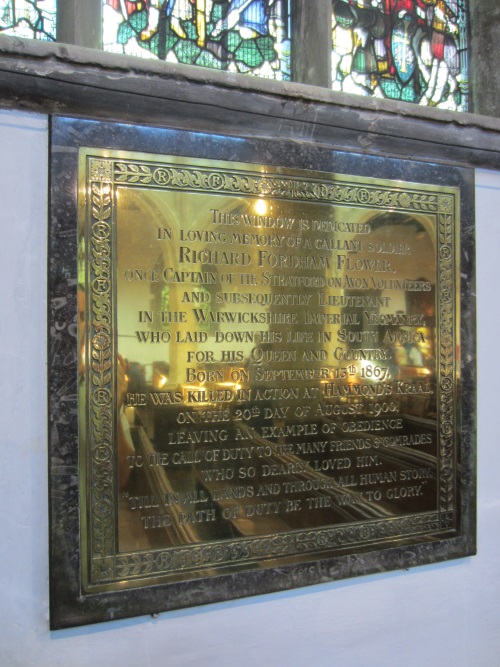 THIS WINDOW IS DEDICATED
IN LOVING MEMORY OF A GALLANT SOLDIER
RICHARD FORDHAM FLOWER,
ONCE CAPTAIN OF THE STRATFORD ON AVON VOLUNTEERS
AND SUBSEQUENTLY LIEUTENANT
IN THE WARWICKSHIRE IMPERIAL YEOMANRY,
WHO LAID DOWN HIS LIFE IN SOUTH AFRICA
FOR HIS QUEEN AND COUNTRY.
BORN ON SEPTEMBER 13TH 1867,
HE WAS KILLED IN ACTION AT HAMMOND'S KRAAL
ON THE 20TH DAY OF AUGUST 1900,
LEAVING AN EXAMPLE OF OBEDIENCE
TO THE CALL OF DUTY TO THE MANY FRIENDS & COMRADES
WHO SO DEARLY LOVED HIM.
"TILL IN ALL LANDS AND THROUGH ALL HUMAN STORY,
THE PATH OF DUTY BE THE WAY TO GLORY."